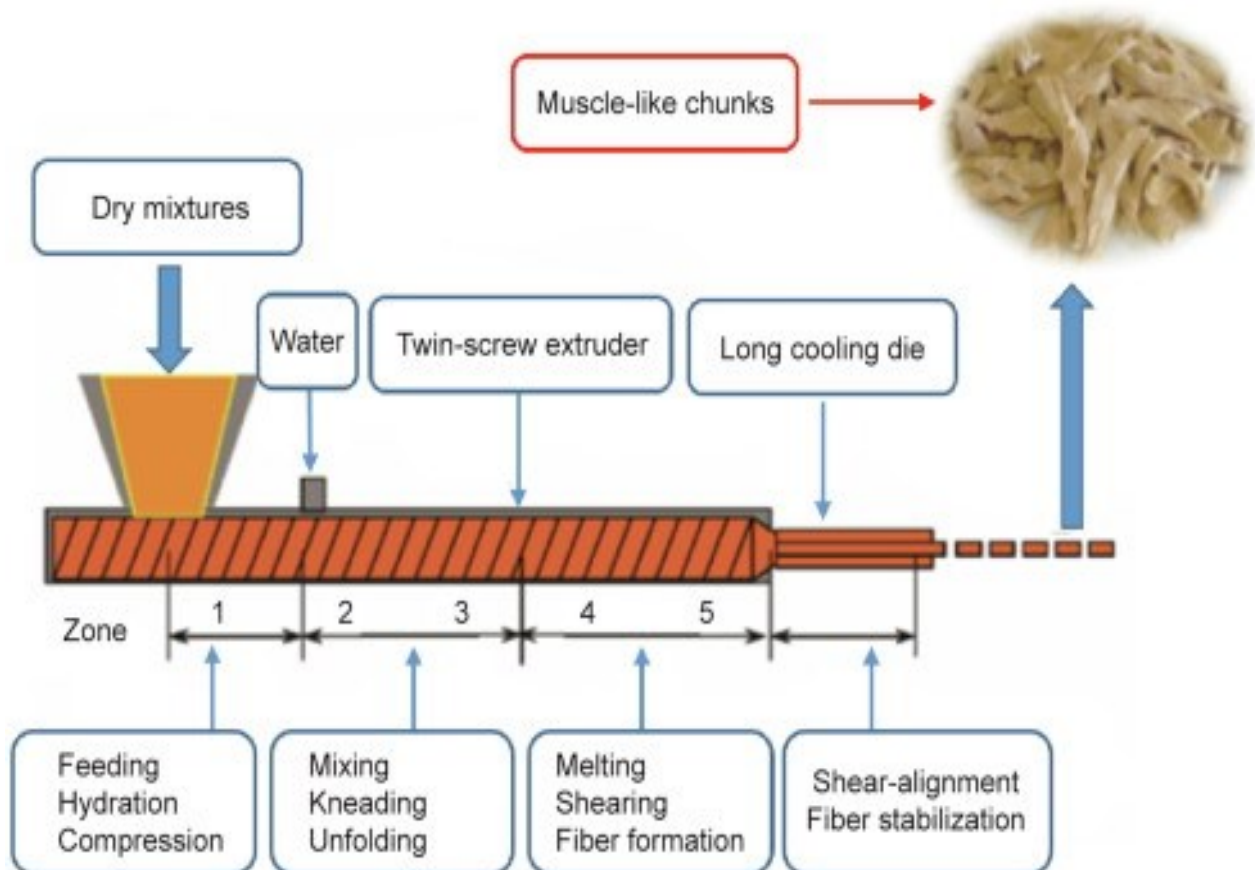 Muscle-like chunks
Dry mixtures
Water
Twin-screw extruder
Long cooling die
Zone
1
2
3
4
5
Feeding
Hydration
Compression
Mixing
Kneading
Unfolding
Melting
Shearing
Fiber formation
Shear-alignment
Fiber stabilization